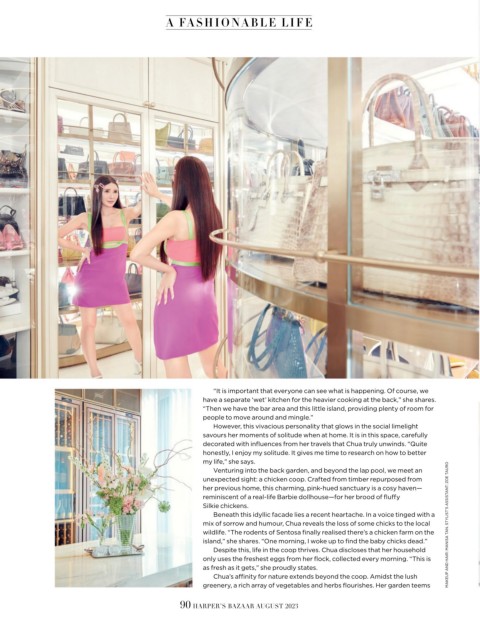 A FASHIONABLE LIFE
"It is important that everyone can see what is happening. Of course, we
have a separate 'wet' kitchen for the heavier cooking at the back," she shares.
"Then we have the bar area and this little island, providing plenty of room for
people to move around and mingle."
However, this vivacious personality that glows in the social limelight
savours her moments of solitude when at home. It is in this space, carefully
decorated with influences from her travels that Chua truly unwinds. "Quite
honestly, I enjoy my solitude. It gives me time to research on how to better
my life," she says.
Venturing into the back garden, and beyond the lap pool, we meet an
unexpected sight: a chicken coop. Crafted from timber repurposed from
her previous home, this charming, pink-hued sanctuary is a cosy haven—
reminiscent of a real-life Barbie dollhouse—for her brood of fluffy
Silkie chickens.
Beneath this idyllic facade lies a recent heartache. In a voice tinged with a
mix of sorrow and humour, Chua reveals the loss of some chicks to the local
wildlife. "The rodents of Sentosa finally realised there's a chicken farm on the
island," she shares. "One morning, I woke up to find the baby chicks dead."
Despite this, life in the coop thrives. Chua discloses that her household
only uses the freshest eggs from her flock, collected every morning. "This is
as fresh as it gets," she proudly states.
Chua's affinity for nature extends beyond the coop. Amidst the lush
greenery, a rich array of vegetables and herbs flourishes. Her garden teems
MAKEUP AND HAIR: TAN; STYLIST'S ASSISTANT:
90 HARPER'S BAZAAR AUGUST 2023